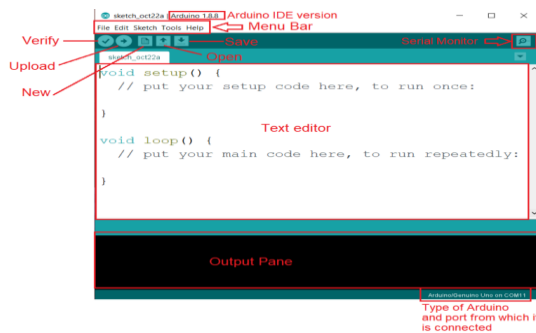 sketch_oct22a | Arduino 1.8.8 Arduino IDE version
File Edit Sketch Tools Help Menu Bar
Verify
Save
Serial Monitor
Upload
sketch_oct22a
Open
New
void setup() {
// put your setup code here, to run once:
}
Text editor
void loop() {
// put your main code here, to run repeatedly:
}
Output Pane
Arduino/Genuino Uno on COM11
Type of Arduino
and port from which i
is connected